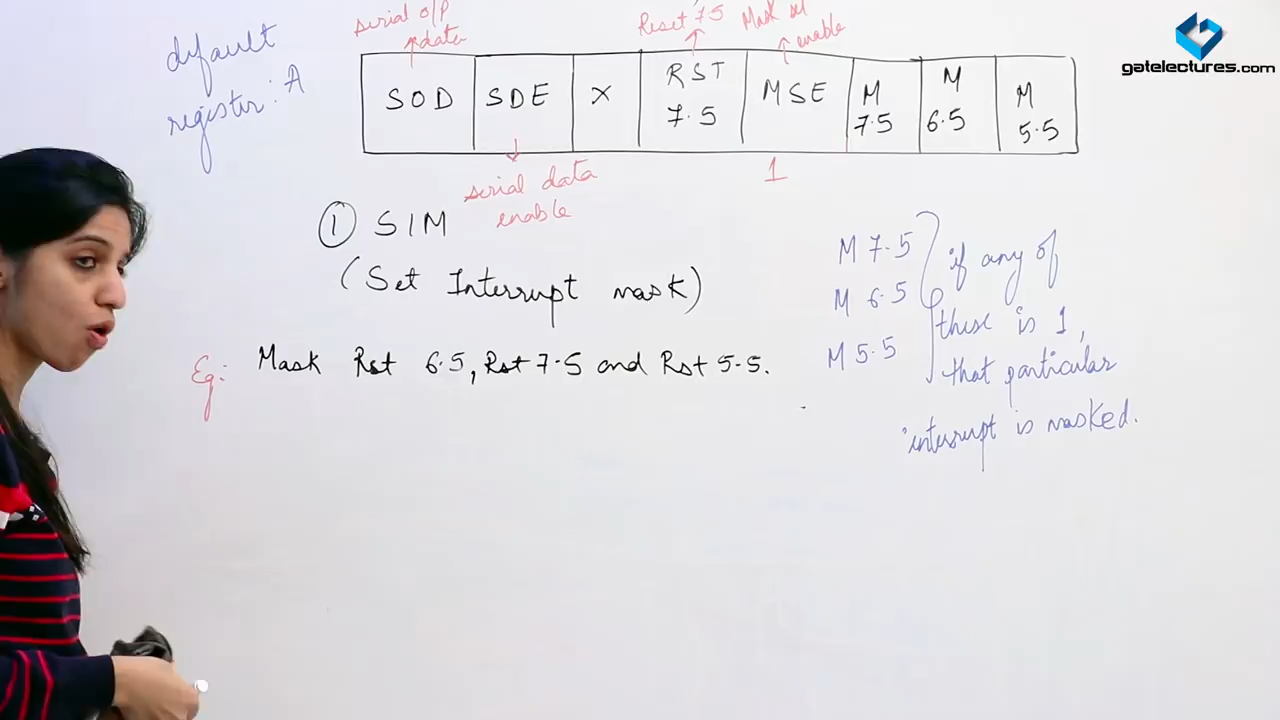 default
register: A
serial o/p
data
Reset 75
Mask set
enable
SOD SDE X RST 7.5 MSE M 7.5 M 6.5 M 5.5
serial data
enable
1
① SIM
(Set Interrupt mask)
Eg: Mask Rst 6.5, Rst 7.5 and Rst 5.5.
M 7.5
M 6.5
M 5.5
if any of
these is 1,
that particular
interrupt is masked.
gatelectures.com